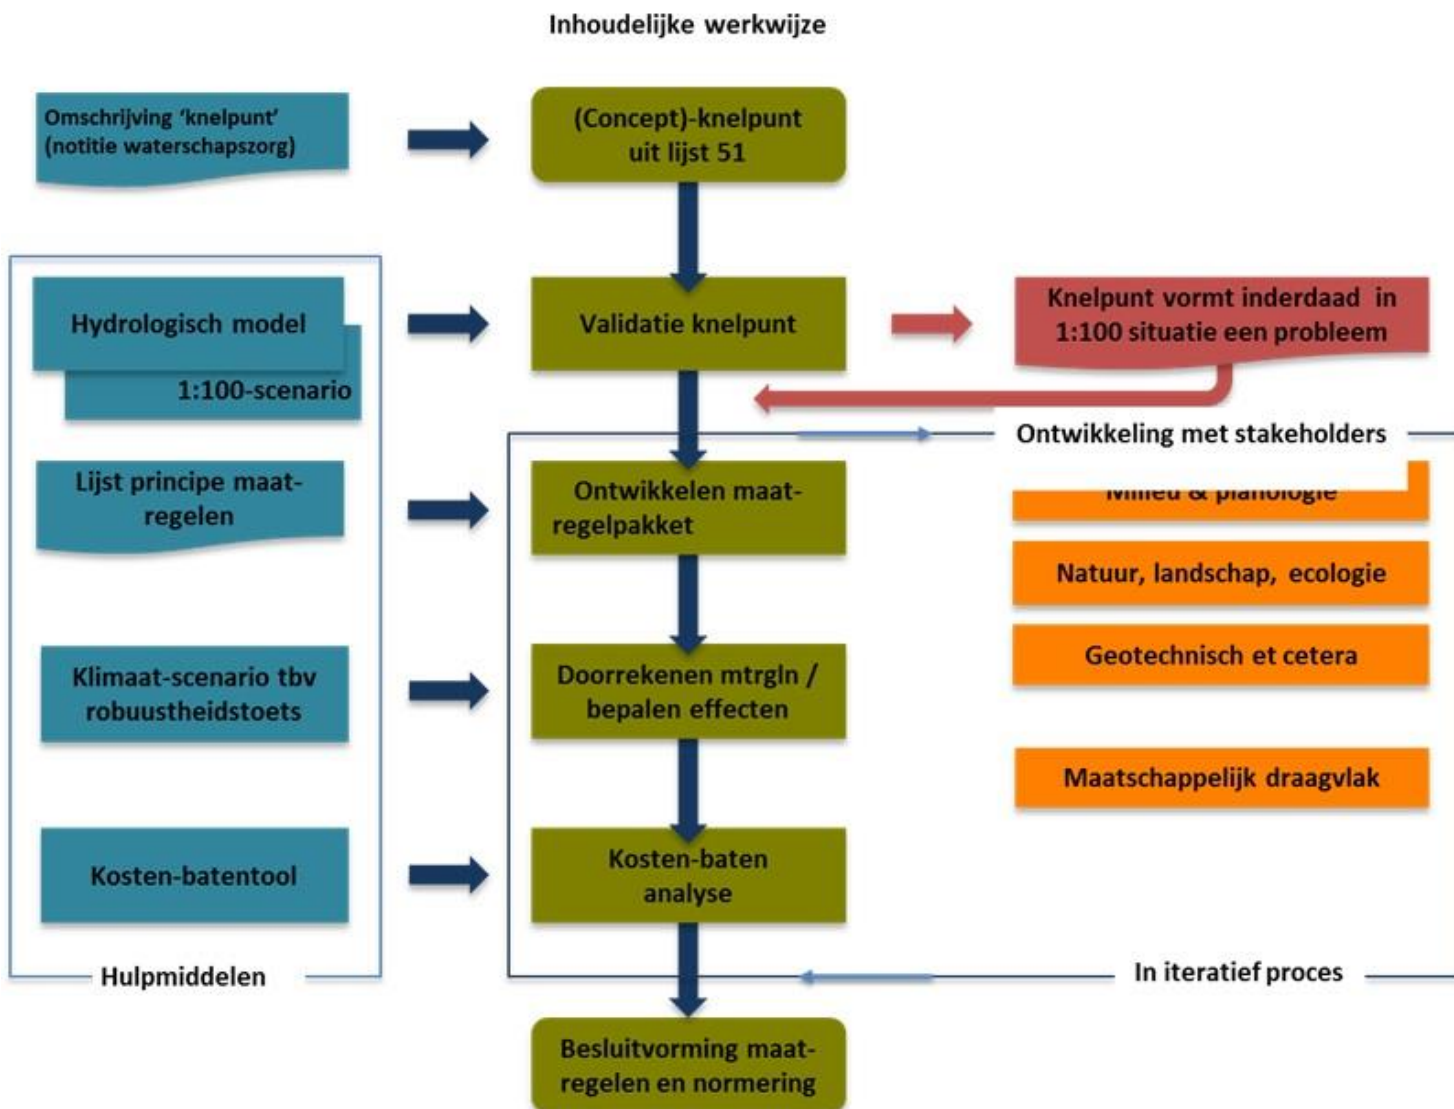 Inhoudelijke werkwijze
Omschrijving ‘knelpunt’
(notitie waterschapszorg)
(Concept)-knelpunt
uit lijst 51
Hydrologisch model
1:100-scenario
Validatie knelpunt
Knelpunt vormt inderdaad in
1:100 situatie een probleem
Ontwikkeling met stakeholders
Lijst principe maat-
regelen
Ontwikkelen maat-
regelpakket
Milieu & planologie
Natuur, landschap, ecologie
Geotechnisch et cetera
Klimaat-scenario tbv
robuustheidstoets
Doorrekenen mtrgln /
bepalen effecten
Maatschappelijk draagvlak
Kosten-batentool
Kosten-baten
analyse
Hulpmiddelen
In iteratief proces
Besluitvorming maat-
regelen en normering